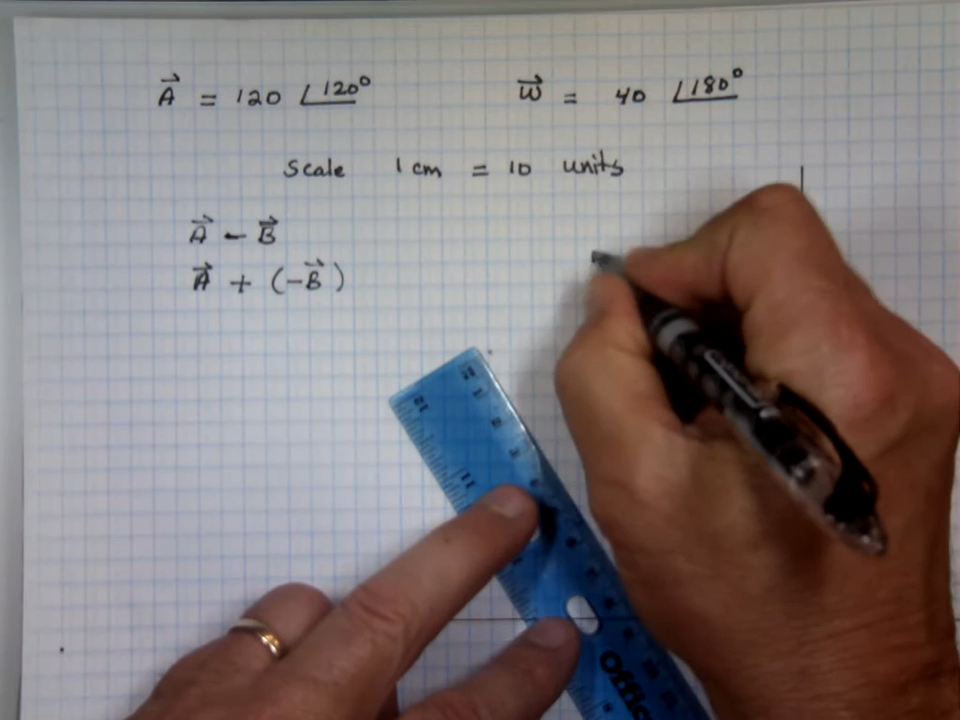 A⃗ = 120 ∠120° W⃗ = 40 ∠180°
Scale 1 cm = 10 units
A⃗ - B⃗
A⃗ + (-B⃗)